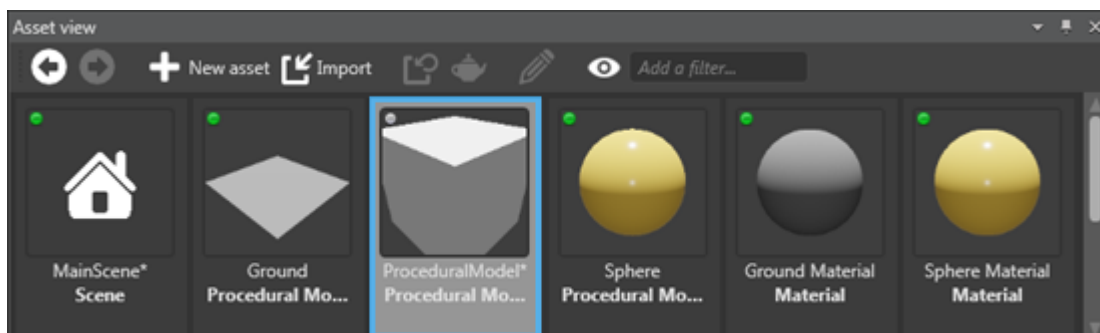 Asset view
New asset Import Add a filter...
MainScene* Ground ProceduralModel* Sphere Ground Material Sphere Material
Scene Procedural Mo... Procedural Mo... Procedural Mo... Material Material